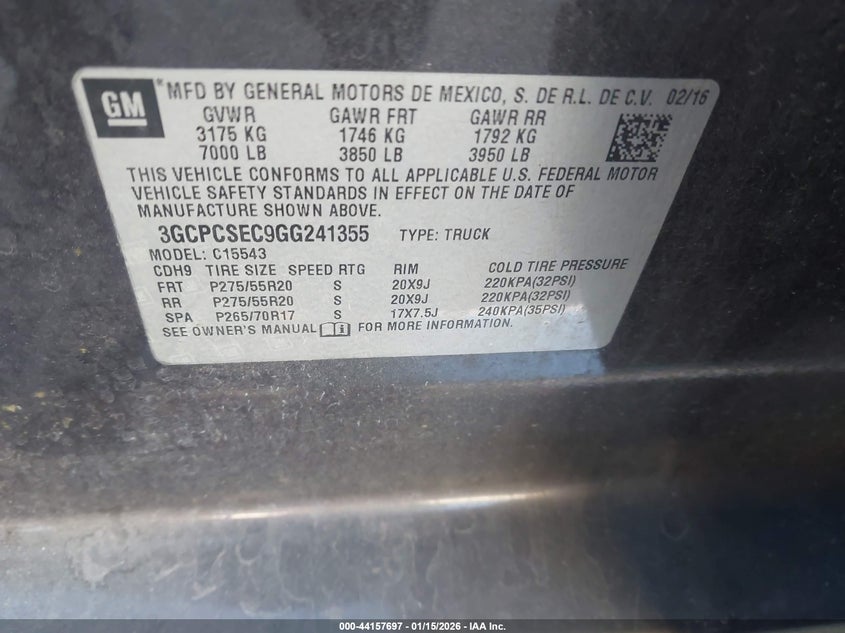 GM
*MFD BY GENERAL MOTORS DE MEXICO, S. DE R.L. DE C.V. 02/16
GVWR GAWR FRT GAWR RR
3175 KG 1746 KG 1792 KG
7000 LB 3850 LB 3950 LB
THIS VEHICLE CONFORMS TO ALL APPLICABLE U.S. FEDERAL MOTOR
VEHICLE SAFETY STANDARDS IN EFFECT ON THE DATE OF
MANUFACTURE SHOWN ABOVE.
3GCPCSEC9GG241355 TYPE: TRUCK
MODEL: C15543
CDH9 TIRE SIZE SPEED RTG RIM COLD TIRE PRESSURE
FRT P275/55R20 S 20X9J 220KPA(32PSI)
RR P275/55R20 S 20X9J 220KPA(32PSI)
SPA P265/70R17 S 17X7.5J 240KPA(35PSI)
SEE OWNER'S MANUAL FOR MORE INFORMATION.
000-44157697 - 01/15/2026 - IAA Inc.